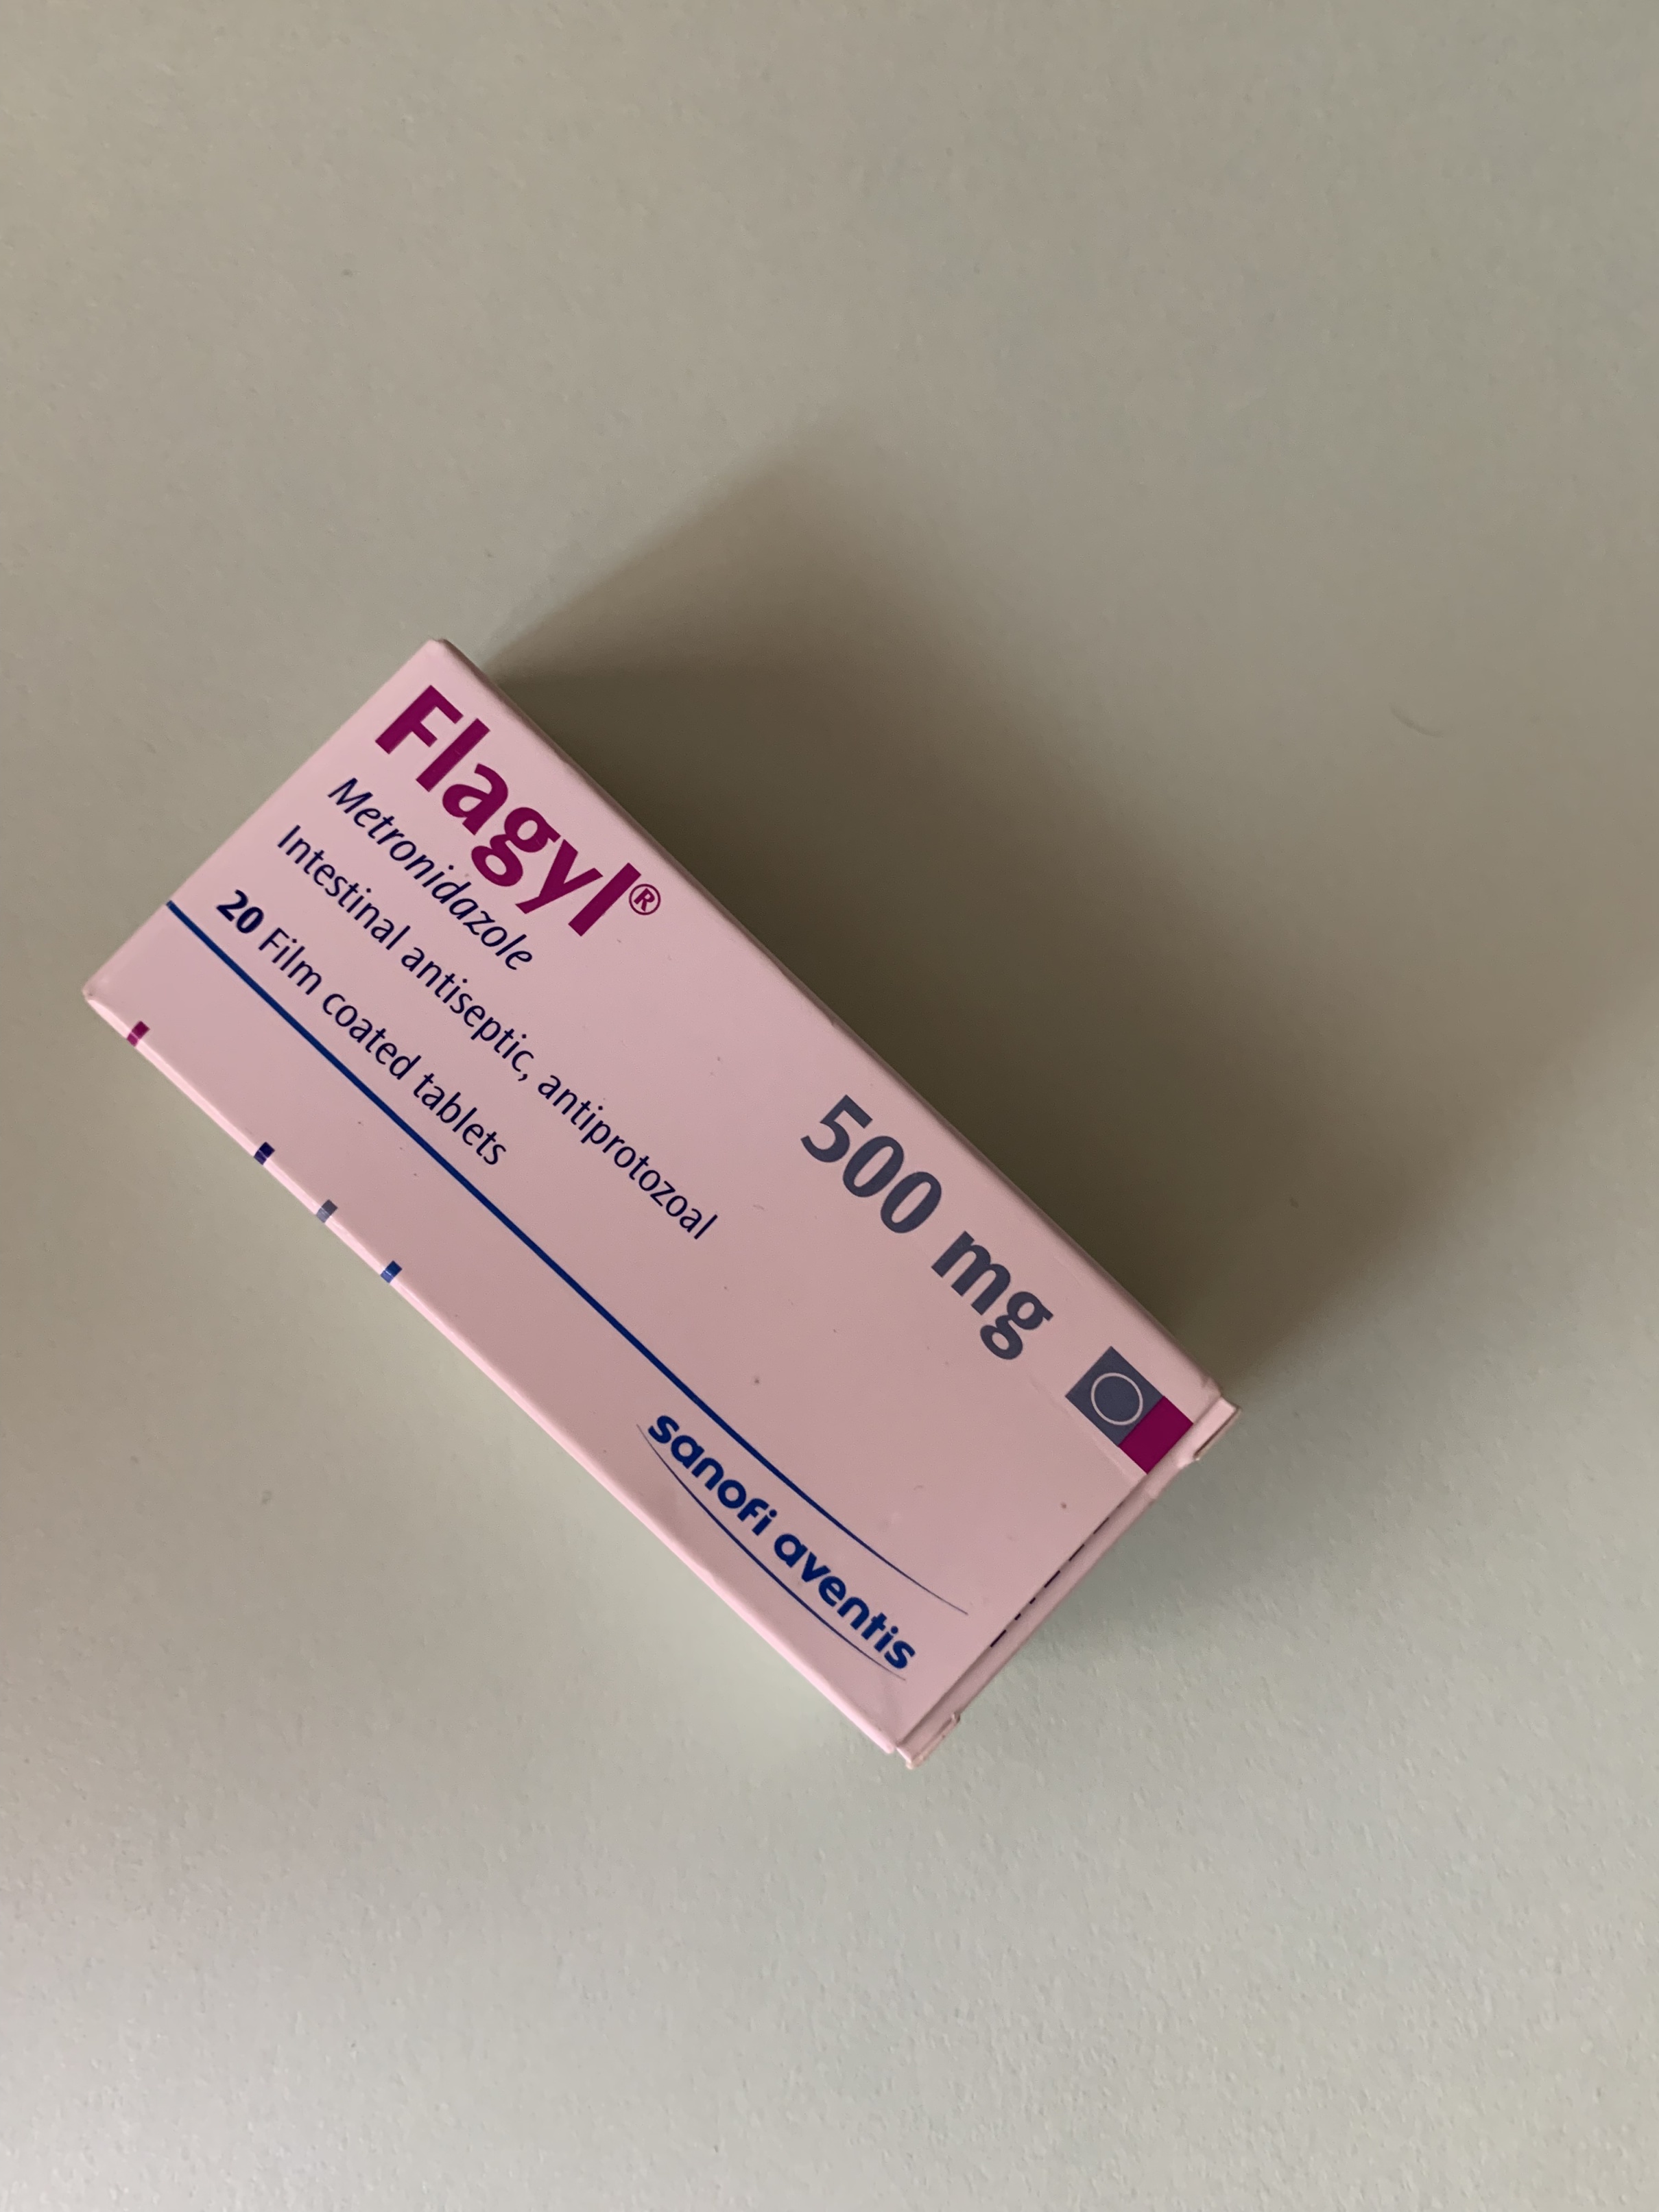 Flagyl®
Metronidazole
Intestinal antiseptic, antiprotozoal
20 Film coated tablets
500 mg
sanofi aventis